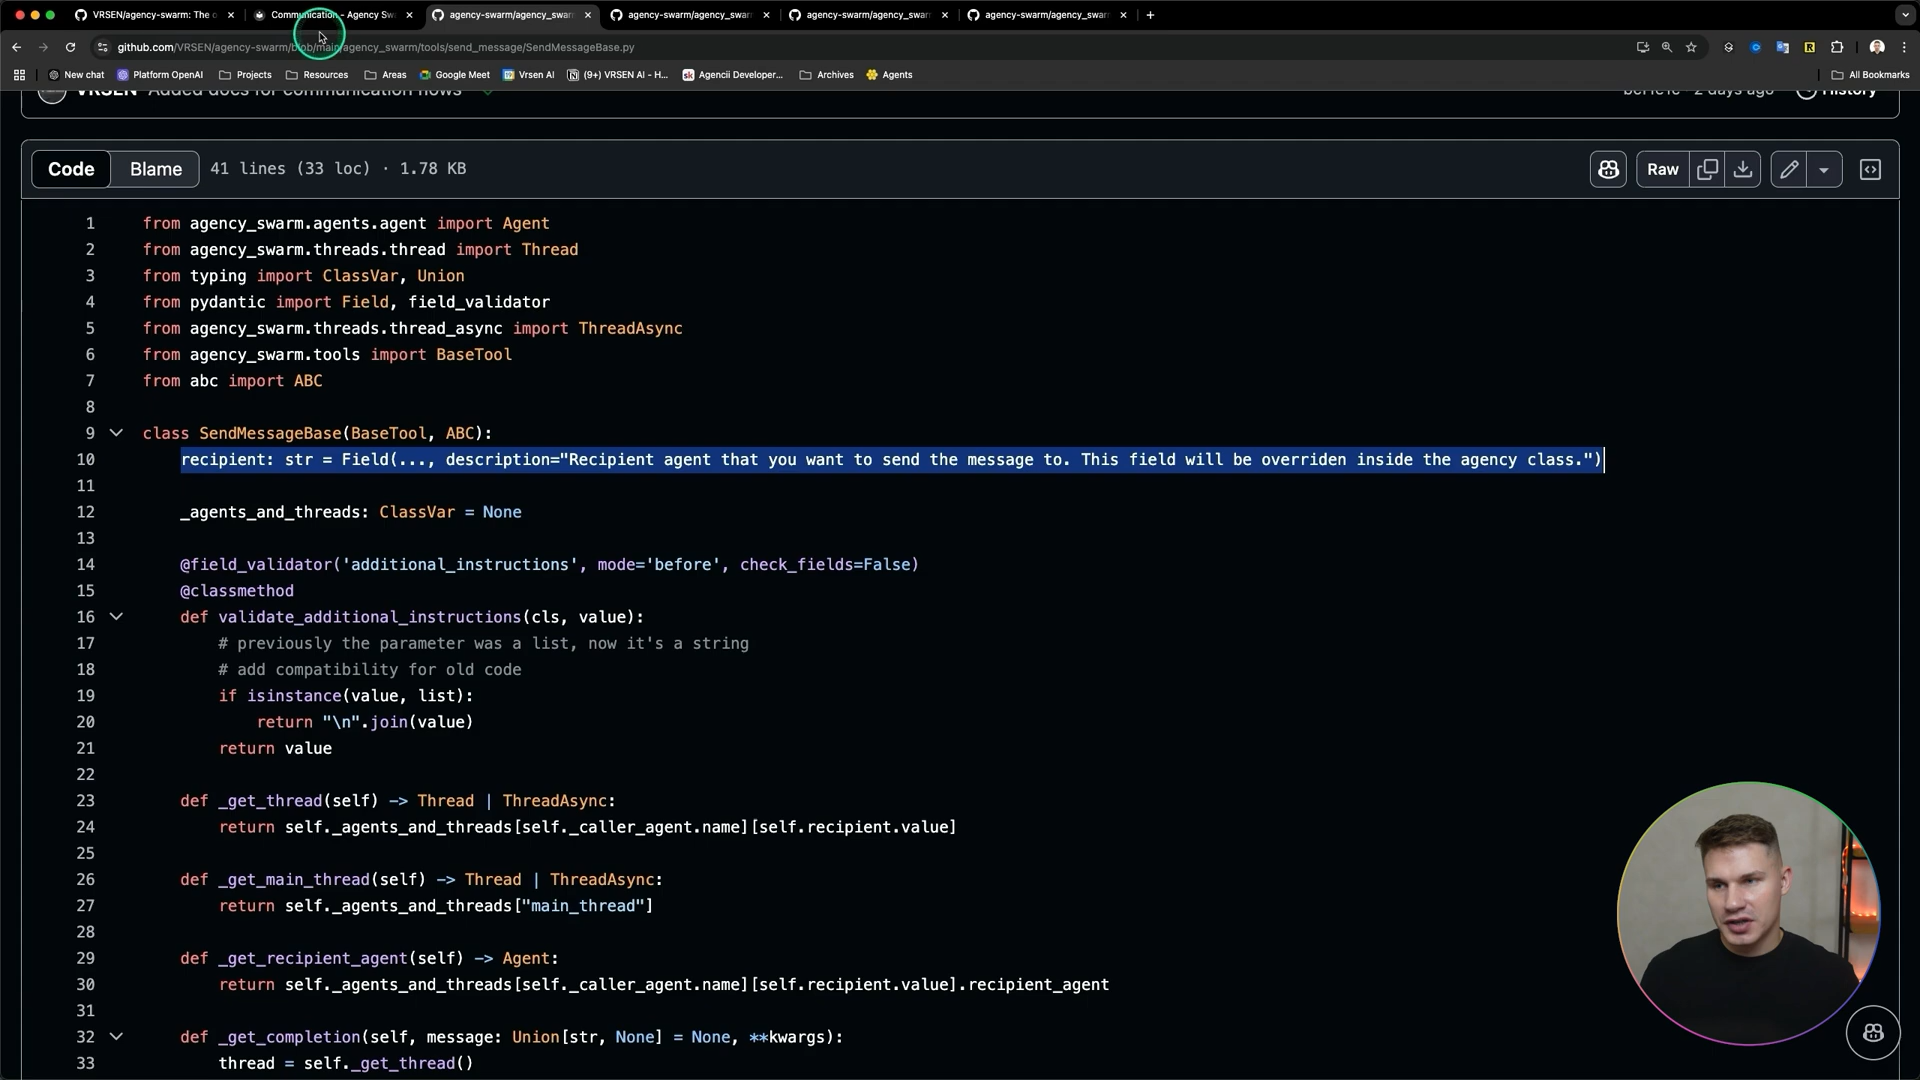 VRSEN/agency-swarm: The o
Communication - Agency Sw
agency-swarm/agency_swar
agency-swarm/agency_swar
agency-swarm/agency_swar
agency-swarm/agency_swar
github.com/VRSEN/agency-swarm/blob/main/agency_swarm/tools/send_message/SendMessageBase.py
New chat
Platform OpenAI
Projects
Resources
Areas
Google Meet
Vrsen AI
(9+) VRSEN AI - H...
Agencii Developer...
Archives
Agents
All Bookmarks
VRSEN Added docs for communication flows
2 days ago
History
Code
Blame
41 lines (33 loc) · 1.78 KB
Raw
1 from agency_swarm.agents.agent import Agent
2 from agency_swarm.threads.thread import Thread
3 from typing import ClassVar, Union
4 from pydantic import Field, field_validator
5 from agency_swarm.threads.thread_async import ThreadAsync
6 from agency_swarm.tools import BaseTool
7 from abc import ABC
8
9 class SendMessageBase(BaseTool, ABC):
10 recipient: str = Field(..., description="Recipient agent that you want to send the message to. This field will be overriden inside the agency class.")
11
12 _agents_and_threads: ClassVar = None
13
14 @field_validator('additional_instructions', mode='before', check_fields=False)
15 @classmethod
16 def validate_additional_instructions(cls, value):
17 # previously the parameter was a list, now it's a string
18 # add compatibility for old code
19 if isinstance(value, list):
20 return "\n".join(value)
21 return value
22
23 def _get_thread(self) -> Thread | ThreadAsync:
24 return self._agents_and_threads[self._caller_agent.name][self.recipient.value]
25
26 def _get_main_thread(self) -> Thread | ThreadAsync:
27 return self._agents_and_threads["main_thread"]
28
29 def _get_recipient_agent(self) -> Agent:
30 return self._agents_and_threads[self._caller_agent.name][self.recipient.value].recipient_agent
31
32 def _get_completion(self, message: Union[str, None] = None, **kwargs):
33 thread = self._get_thread()